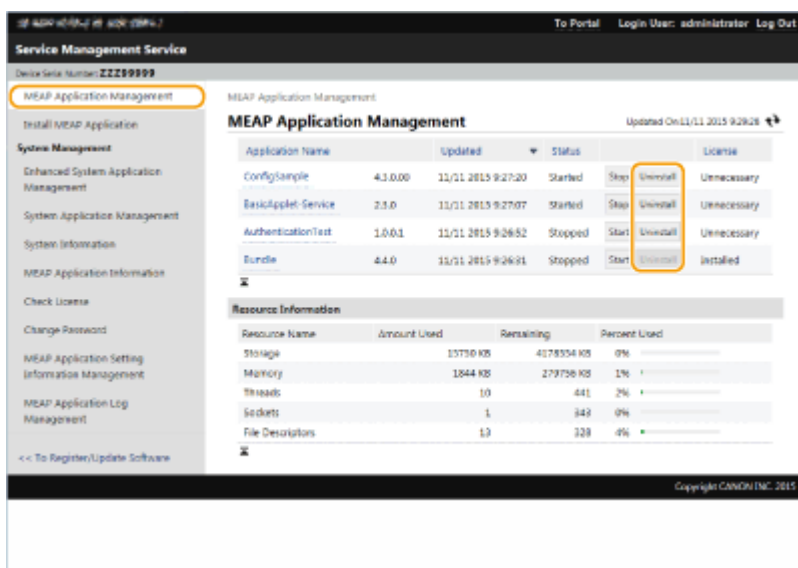 To Portal Login User: administrator Log Out
Service Management Service
Device Serial Number: ZZZ99999
MEAP Application Management
Install MEAP Application
System Management
Enhanced System Application
Management
System Application Management
System Information
MEAP Application Information
Check License
Change Password
MEAP Application Setting
Information Management
MEAP Application Log
Management
<< To Register/Update Software
MEAP Application Management
MEAP Application Management
Updated On:11/11 2015 9:29:28
Application Name Updated Status License
ConfigSample 4.3.0.00 11/11 2015 9:27:20 Started Stop Uninstall Unnecessary
BasicApplet-Service 2.3.0 11/11 2015 9:27:07 Started Stop Uninstall Unnecessary
AuthenticationTest 1.0.0.1 11/11 2015 9:26:52 Stopped Start Uninstall Unnecessary
Bundle 4.4.0 11/11 2015 9:26:31 Stopped Start Uninstall Installed
Resource Information
Resource Name Amount Used Remaining Percent Used
Storage 15750 KB 4178554 KB 0%
Memory 1844 KB 279756 KB 1%
Threads 10 441 2%
Sockets 1 343 0%
File Descriptors 13 328 4%
Copyright CANON INC. 2015